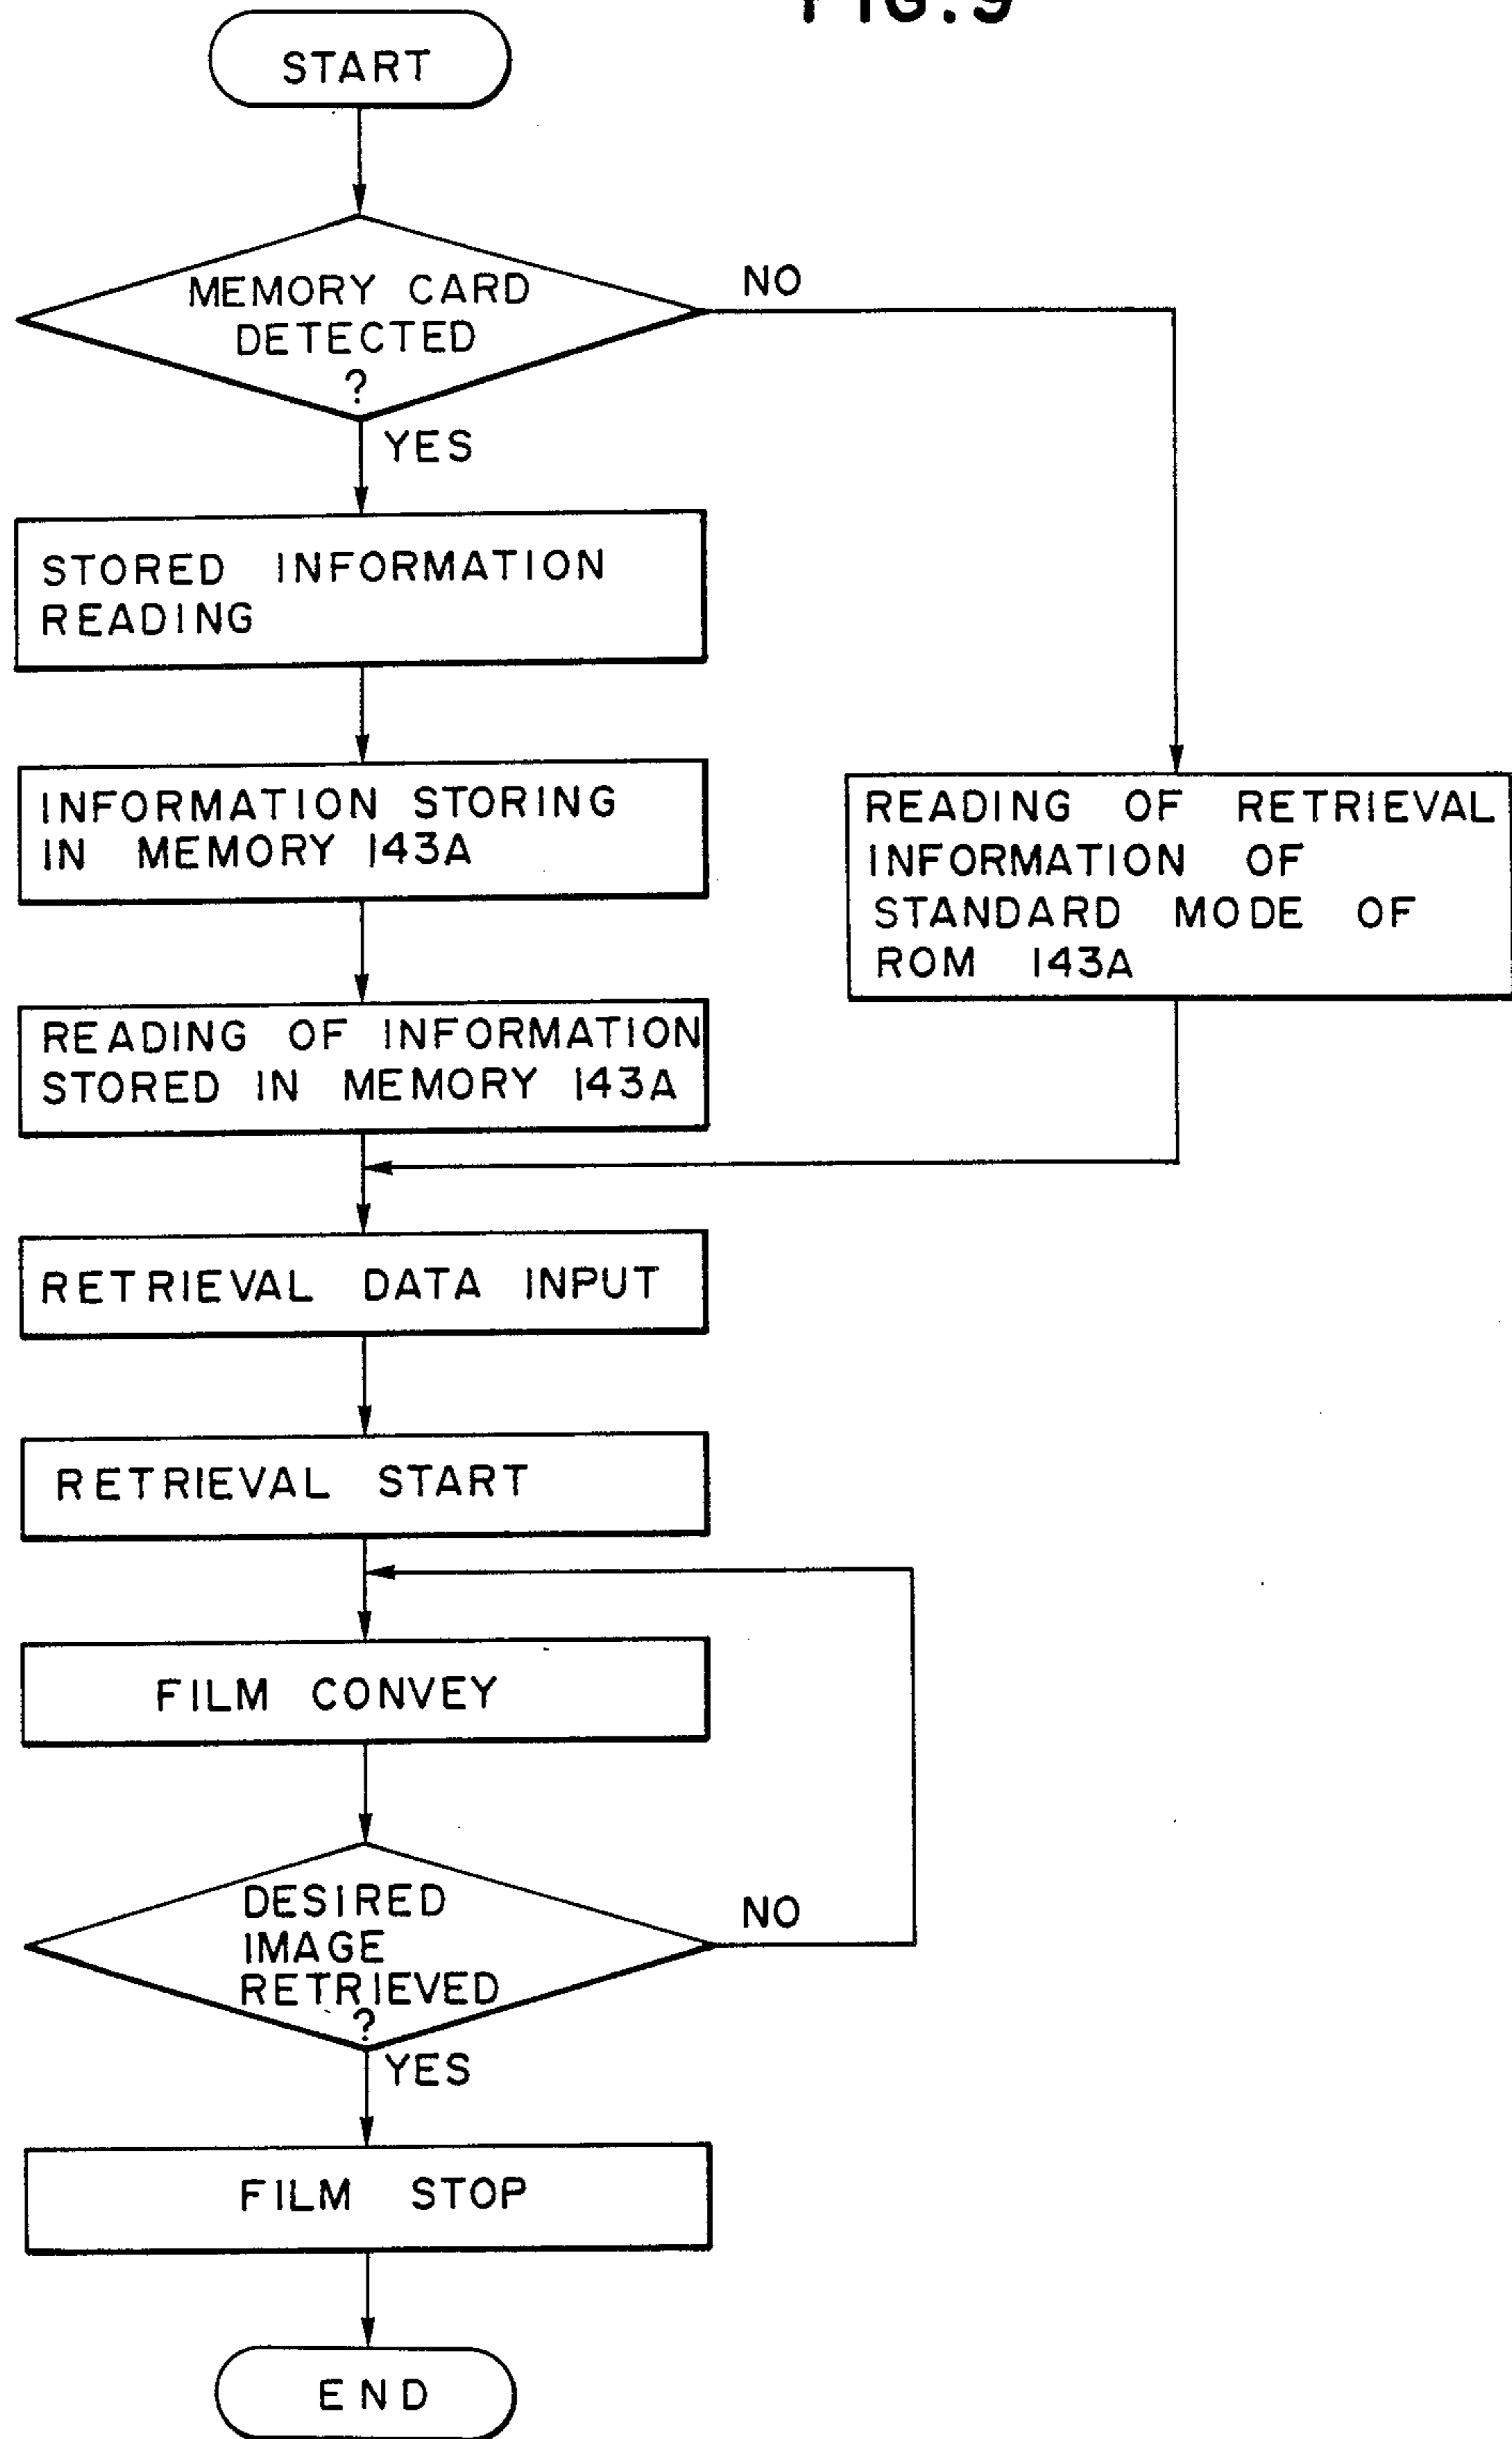 FIG.9
START
MEMORY CARD
DETECTED
?
NO
YES
STORED INFORMATION
READING
INFORMATION STORING
IN MEMORY 143A
READING OF RETRIEVAL
INFORMATION OF
STANDARD MODE OF
ROM 143A
READING OF INFORMATION
STORED IN MEMORY 143A
RETRIEVAL DATA INPUT
RETRIEVAL START
FILM CONVEY
DESIRED
IMAGE
RETRIEVED
?
NO
YES
FILM STOP
END